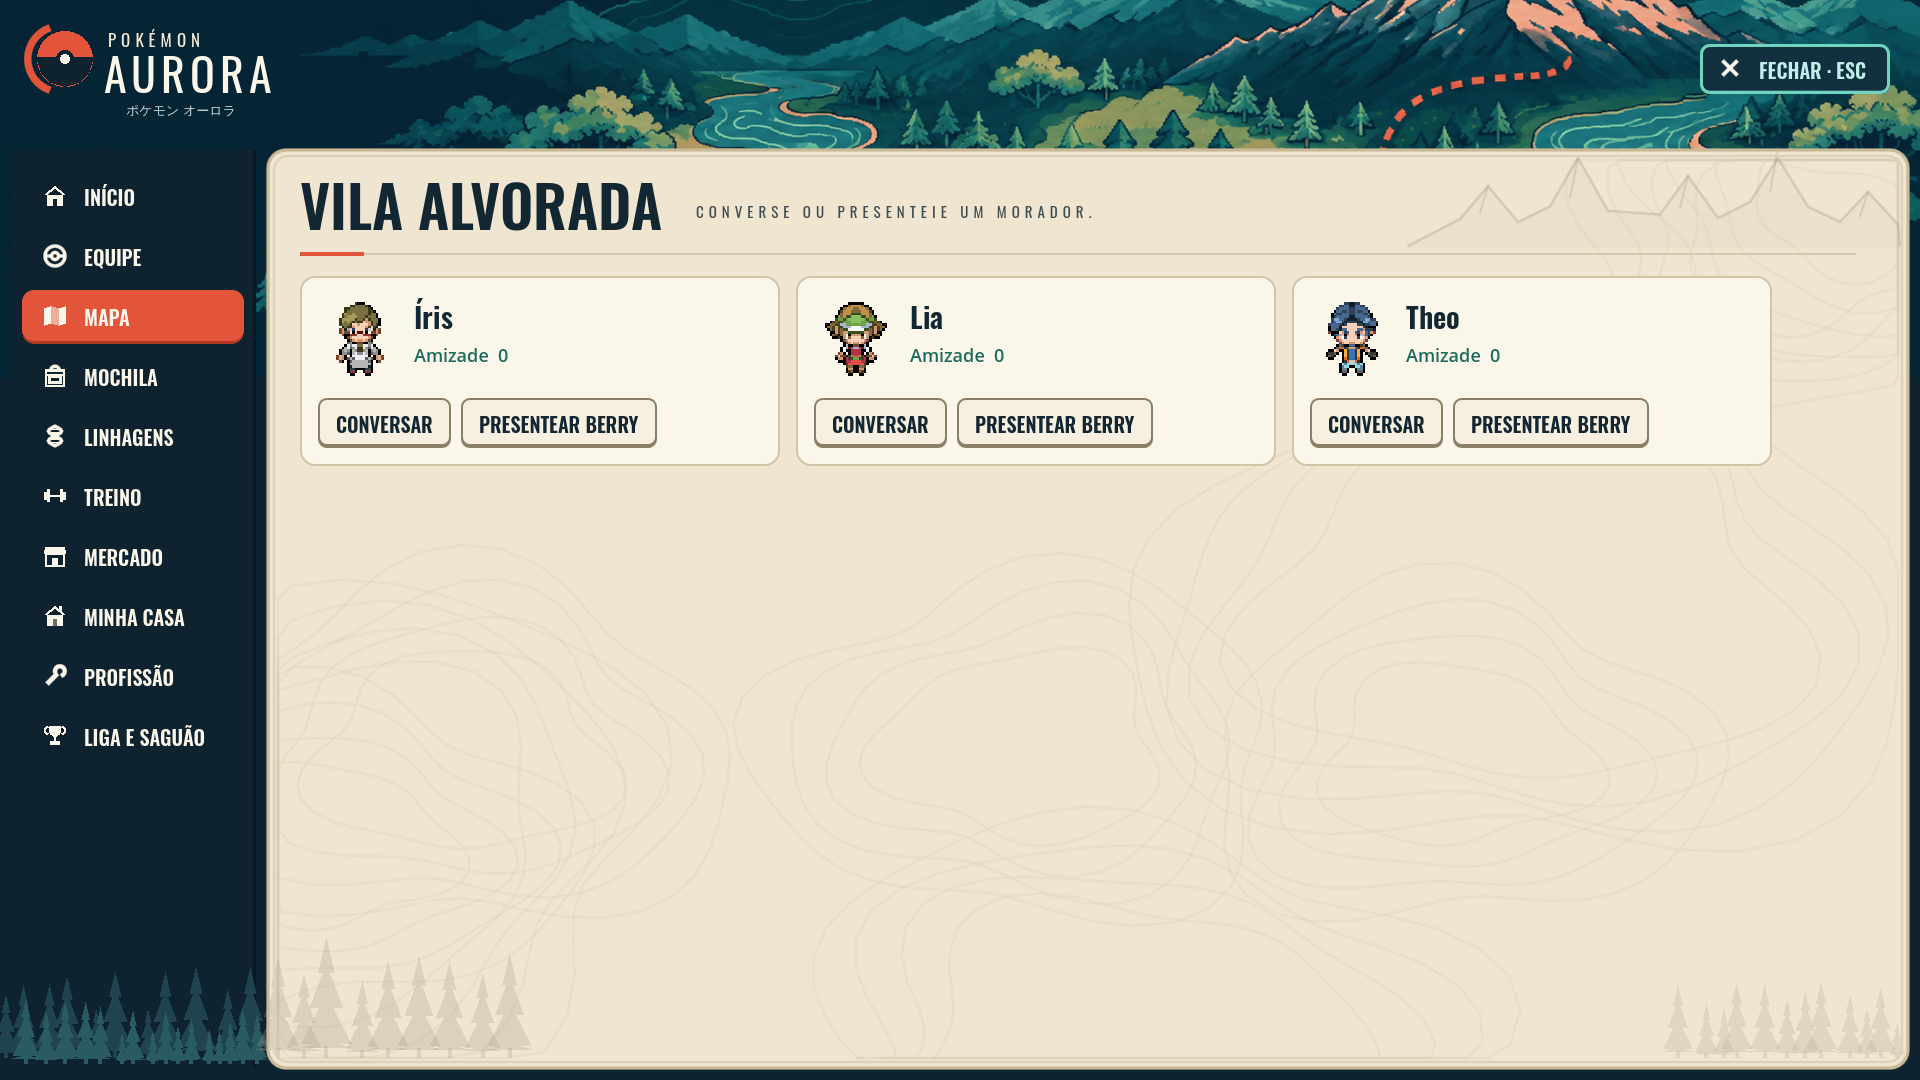 POKÉMON
AURORA
ポケモン オーロラ
FECHAR · ESC
INÍCIO
EQUIPE
MAPA
MOCHILA
LINHAGENS
TREINO
MERCADO
MINHA CASA
PROFISSÃO
LIGA E SAGUÃO
VILA ALVORADA
CONVERSE OU PRESENTEIE UM MORADOR.
Íris
Amizade 0
CONVERSAR
PRESENTEAR BERRY
Lia
Amizade 0
CONVERSAR
PRESENTEAR BERRY
Theo
Amizade 0
CONVERSAR
PRESENTEAR BERRY